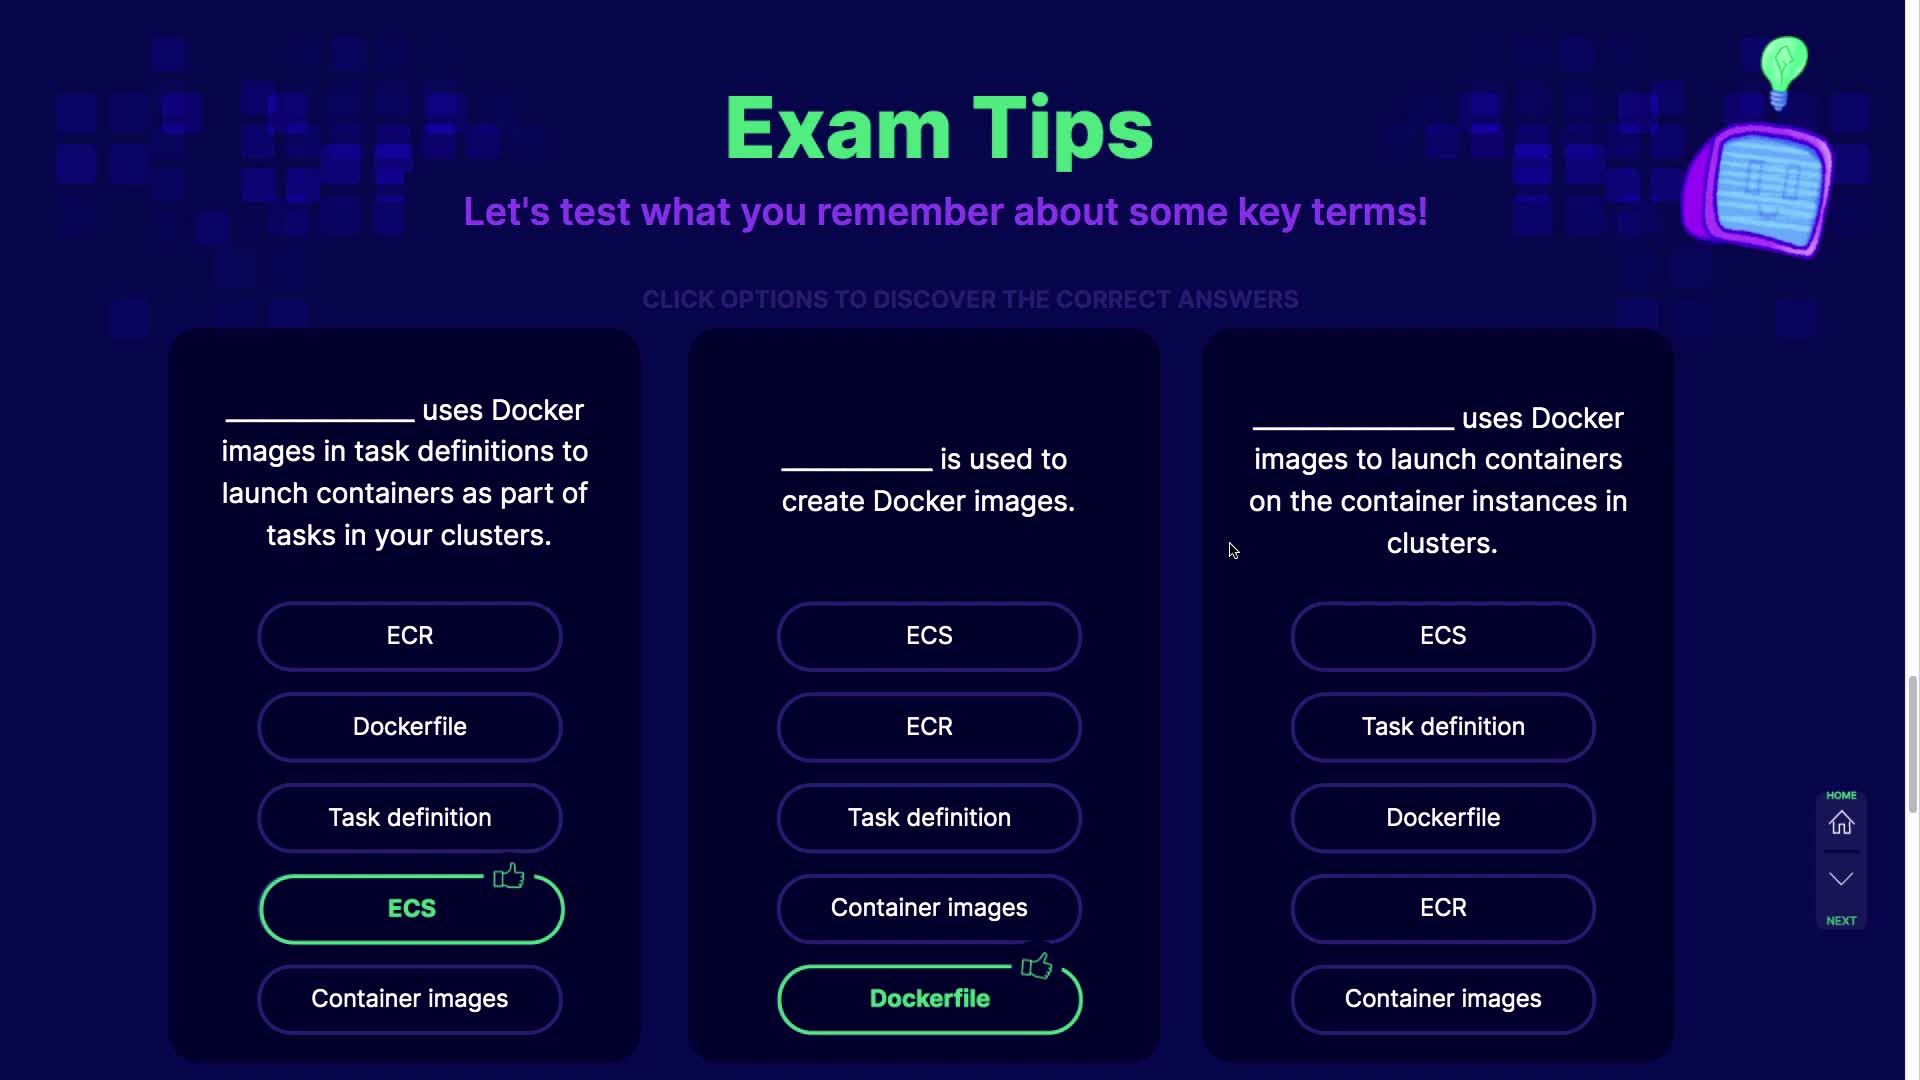 Exam Tips
Let's test what you remember about some key terms!
CLICK OPTIONS TO DISCOVER THE CORRECT ANSWERS
_____________ uses Docker
images in task definitions to
launch containers as part of
tasks in your clusters.
ECR
Dockerfile
Task definition
ECS
Container images
__________ is used to
create Docker images.
ECS
ECR
Task definition
Container images
Dockerfile
______________ uses Docker
images to launch containers
on the container instances in
clusters.
ECS
Task definition
Dockerfile
ECR
Container images
HOME
NEXT